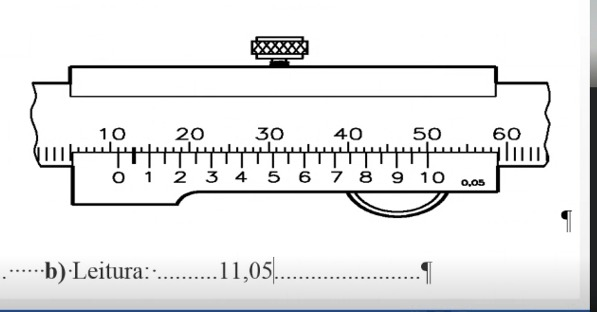 10 20 30 40 50 60
0 1 2 3 4 5 6 7 8 9 10 0,05
.······b)·Leitura:·..........11,05........................¶
¶